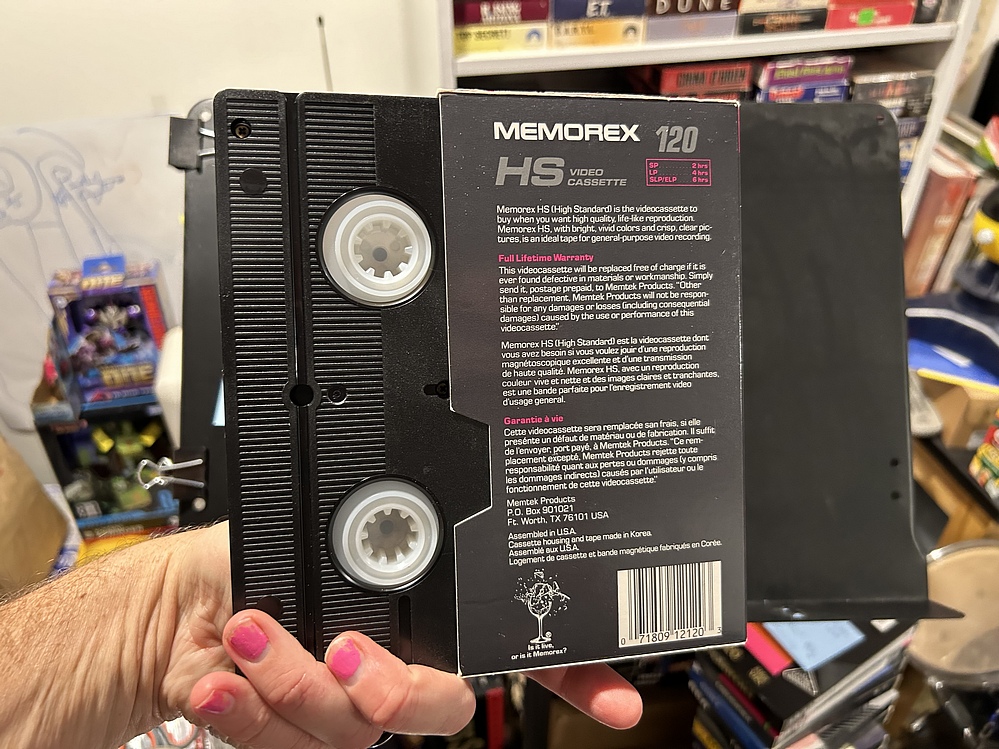 E.T.
DUNE
MEMOREX 120
HS VIDEO
CASSETTE
SP 2 hrs
LP 4 hrs
SLP/ELP 6 hrs
Memorex HS (High Standard) is the videocassette to
buy when you want high quality, life-like reproduction.
Memorex HS, with bright, vivid colors and crisp, clear pic-
tures, is an ideal tape for general-purpose video recording.
Full Lifetime Warranty
This videocassette will be replaced free of charge if it is
ever found defective in materials or workmanship. Simply
send it, postage prepaid, to Memtek Products. "Other
than replacement, Memtek Products will not be respon-
sible for any damages or losses (including consequential
damages) caused by the use or performance of this
videocassette."
Memorex HS (High Standard) est la videocassette dont
vous avez besoin si vous voulez jouir d'une reproduction
magnétoscopique excellente et d'une transmission
de haute qualité. Memorex HS, avec un reproduction
couleur vive et nette et des images claires et tranchantes,
est une bande parfaite pour l'enregistrement video
d'usage general.
Garantie à vie
Cette videocassette sera remplacée san frais, si elle
presénte un défaut de matériau ou de fabrication. Il suffit
de l'envoyer, port payé, à Memtek Products. "Ce rem-
placement excepté, Memtek Products rejette toute
responsabilité quant aux pertes ou dommages (y compris
les dommages indirects) causés par l'utilisateur ou le
fonctionnement de cette videocassette."
Memtek Products
P.O. Box 901021
Ft. Worth, TX 76101 USA
Assembled in U.S.A.
Cassette housing and tape made in Korea.
Assemblé aux U.S.A.
Logement de cassette et bande magnétique fabriqués en Corée.
Is it live,
or is it Memorex?
0 71809 12120 3
ONE